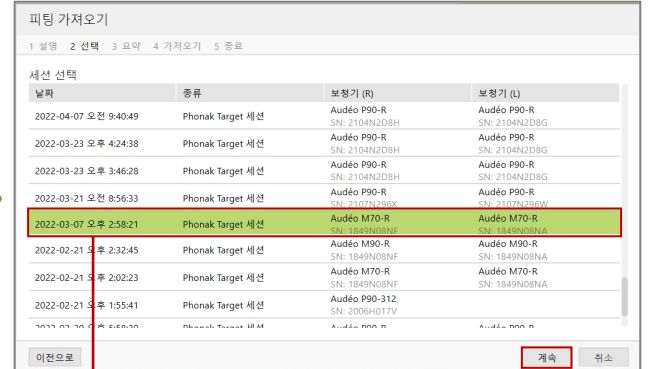 피팅 가져오기
1 설명 2 선택 3 요약 4 가져오기 5 종료
세션 선택
날짜 종류 보청기 (R) 보청기 (L)
2022-04-07 오전 9:40:49 Phonak Target 세션 Audéo P90-R Audéo P90-R
SN: 2104N2D8H SN: 2104N2D8G
2022-03-23 오후 4:24:38 Phonak Target 세션 Audéo P90-R Audéo P90-R
SN: 2104N2D8H SN: 2104N2D8G
2022-03-23 오후 3:46:28 Phonak Target 세션 Audéo P90-R Audéo P90-R
SN: 2104N2D8H SN: 2104N2D8G
2022-03-21 오전 8:56:33 Phonak Target 세션 Audéo P90-R Audéo P90-R
SN: 2107N296X SN: 2107N296W
2022-03-07 오후 2:58:21 Phonak Target 세션 Audéo M70-R Audéo M70-R
SN: 1849N08NF SN: 1849N08NA
2022-02-21 오후 2:32:45 Phonak Target 세션 Audéo M90-R Audéo M90-R
SN: 1849N08NF SN: 1849N08NA
2022-02-21 오후 2:02:23 Phonak Target 세션 Audéo M70-R Audéo M70-R
SN: 1849N08NF SN: 1849N08NA
2022-02-21 오후 1:55:41 Phonak Target 세션 Audéo P90-312
SN: 2006H017V
Phonak Target 세션
이전으로 계속 취소